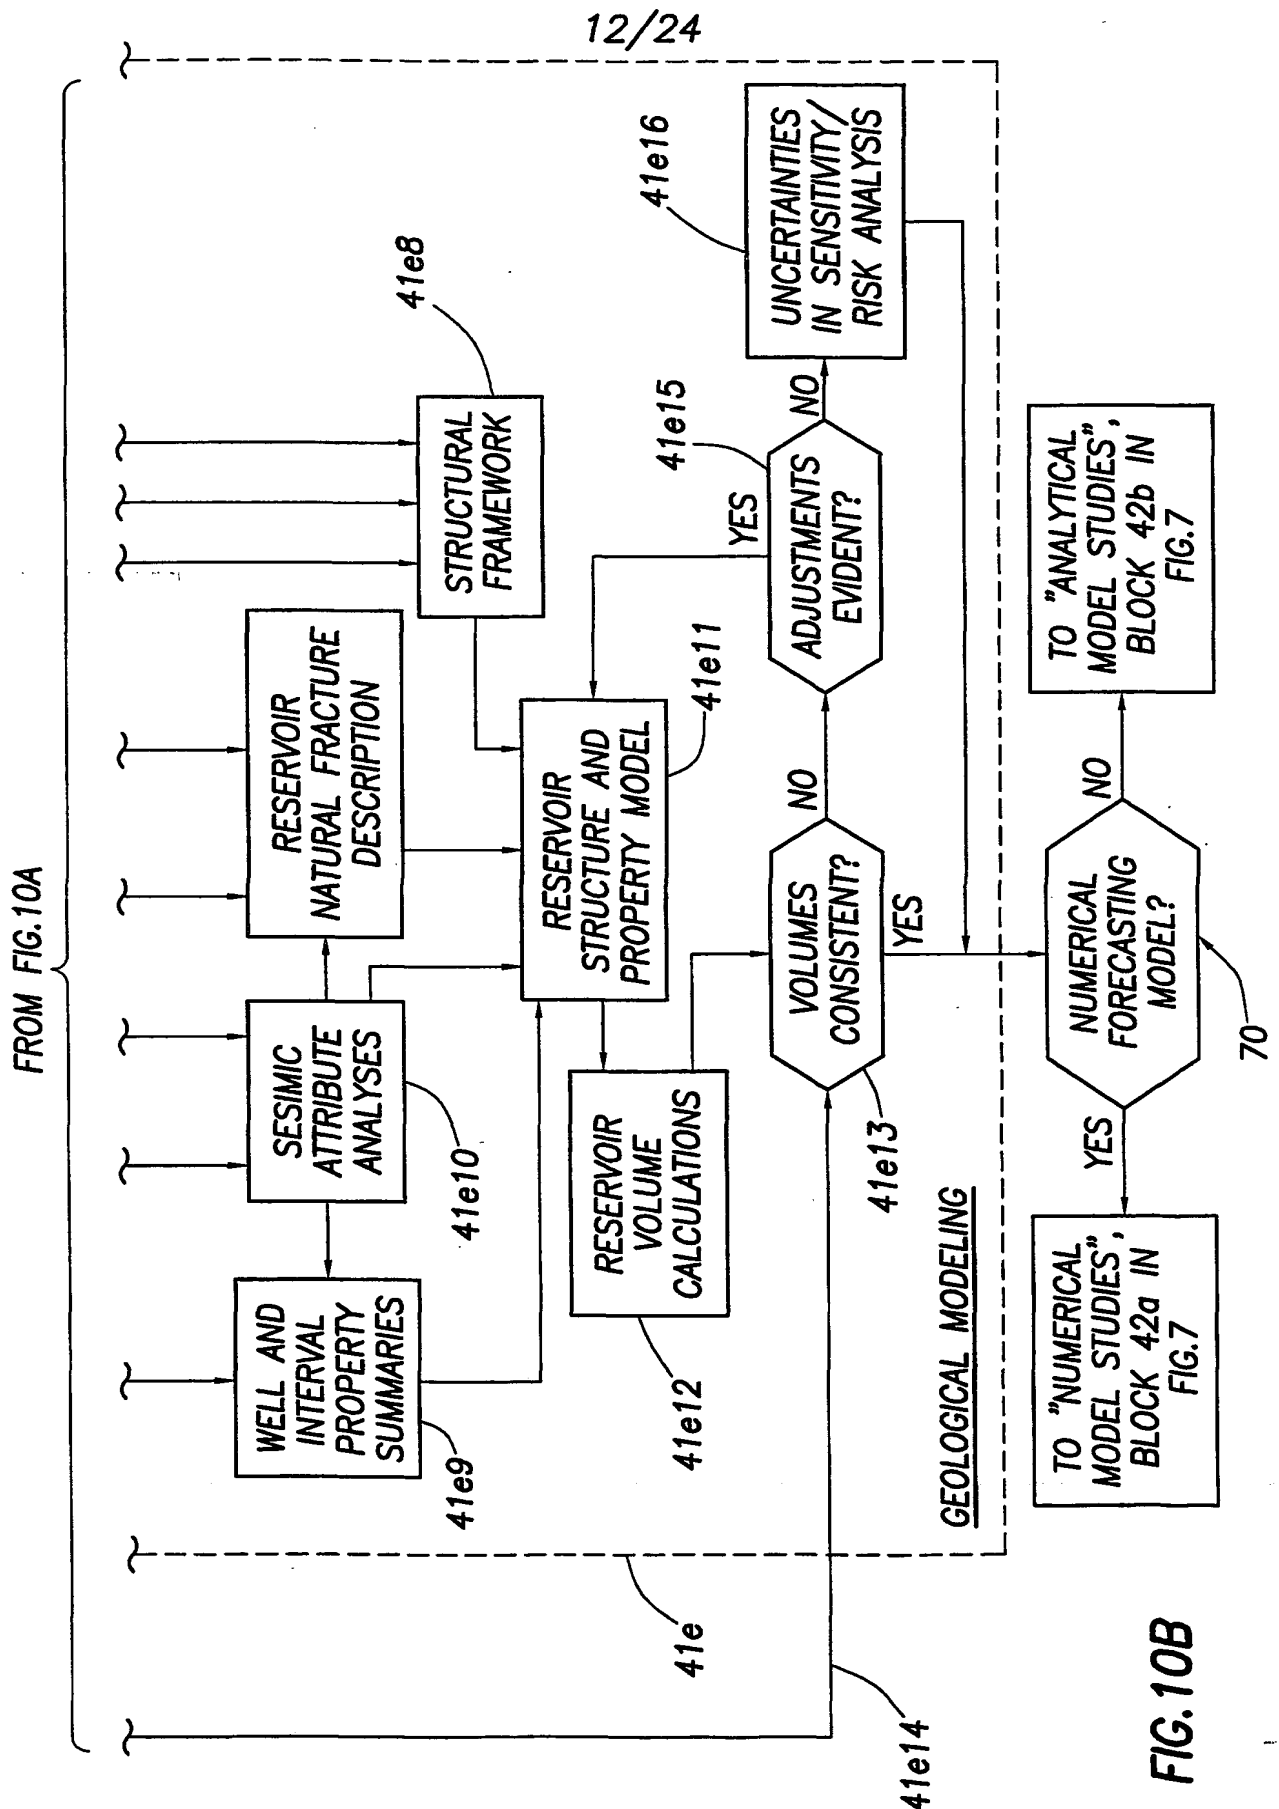 12/24
FROM FIG.10A
WELL AND
INTERVAL
PROPERTY
SUMMARIES
41e9
SESIMIC
ATTRIBUTE
ANALYSES
41e10
RESERVOIR
NATURAL FRACTURE
DESCRIPTION
STRUCTURAL
FRAMEWORK
41e8
RESERVOIR
STRUCTURE AND
PROPERTY MODEL
41e11
RESERVOIR
VOLUME
CALCULATIONS
41e12
VOLUMES
CONSISTENT?
41e13
NO
YES
ADJUSTMENTS
EVIDENT?
41e15
YES
NO
UNCERTAINTIES
IN SENSITIVITY/
RISK ANALYSIS
41e16
GEOLOGICAL MODELING
41e
41e14
NUMERICAL
FORECASTING
MODEL?
70
YES
NO
TO "NUMERICAL
MODEL STUDIES",
BLOCK 42a IN
FIG.7
TO "ANALYTICAL
MODEL STUDIES",
BLOCK 42b IN
FIG.7
FIG.10B